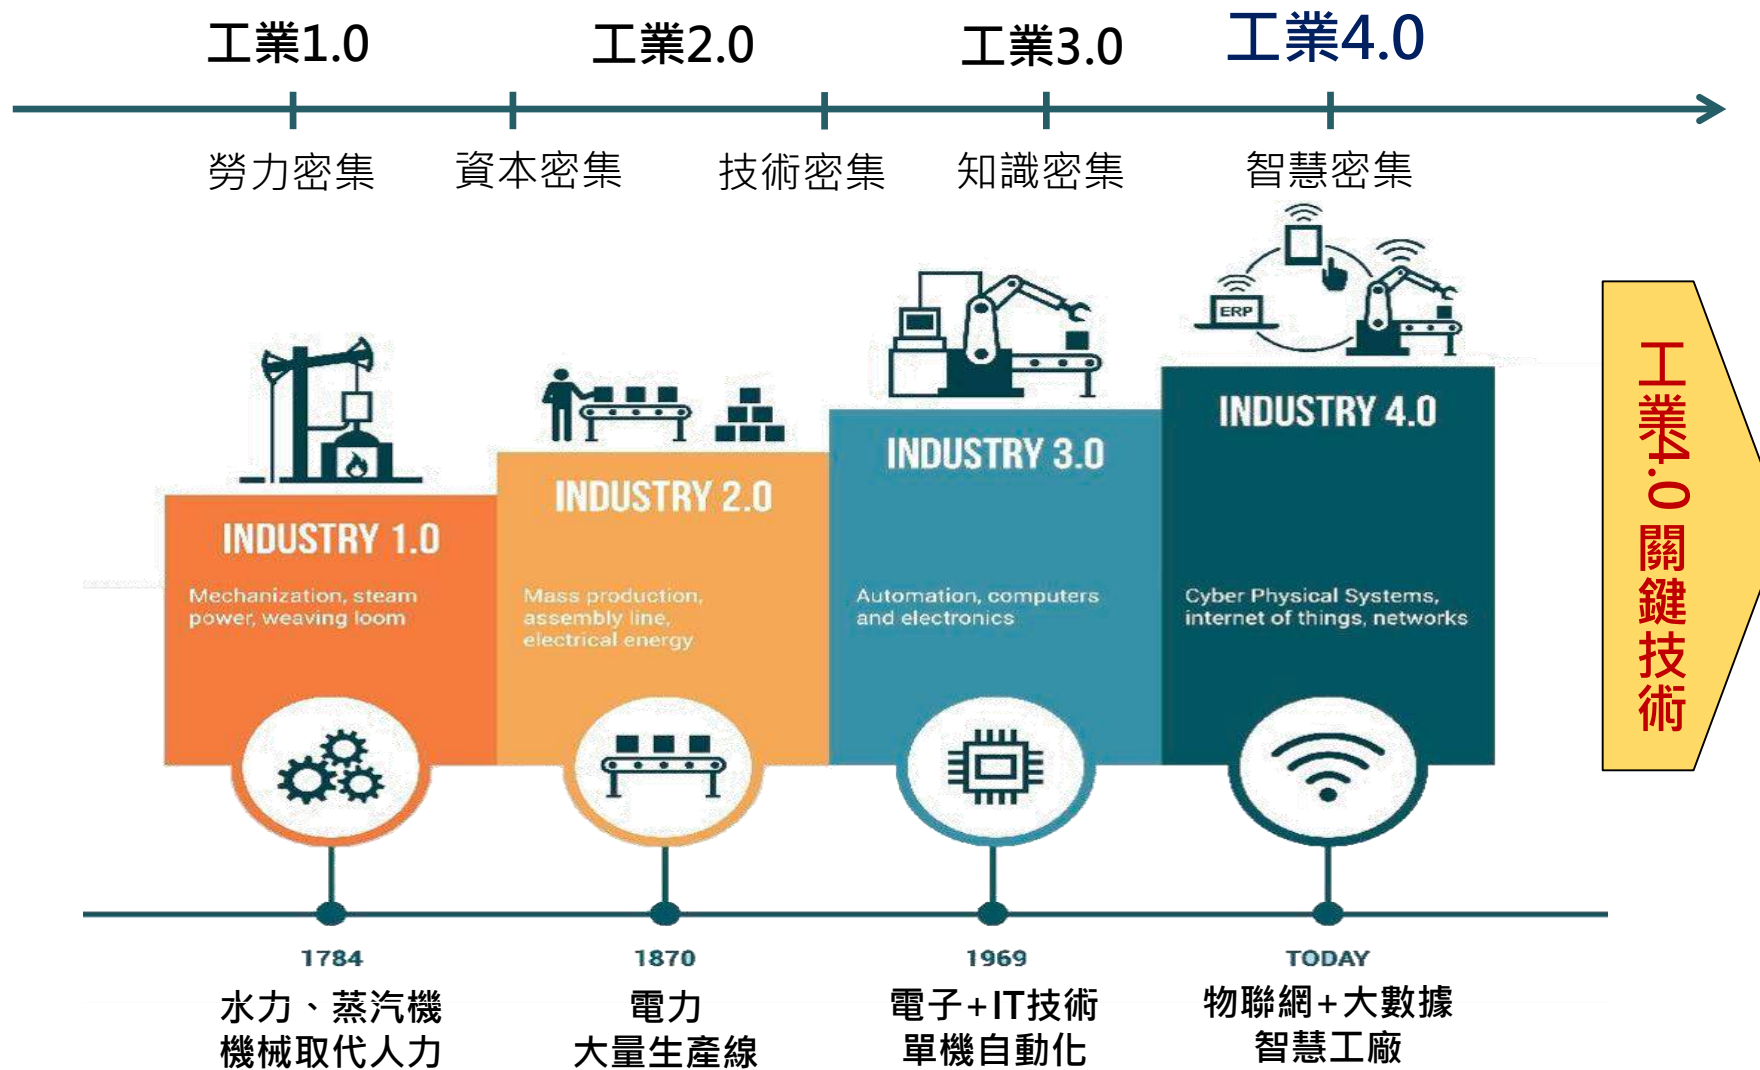 工業1.0
工業2.0
工業3.0
工業4.0
勞力密集
資本密集
技術密集
知識密集
智慧密集
ERP
INDUSTRY 1.0
Mechanization, steam
power, weaving loom
INDUSTRY 2.0
Mass production,
assembly line,
electrical energy
INDUSTRY 3.0
Automation, computers
and electronics
INDUSTRY 4.0
Cyber Physical Systems,
internet of things, networks
工業4.0關鍵技術
1784
水力、蒸汽機
機械取代人力
1870
電力
大量生產線
1969
電子+IT技術
單機自動化
TODAY
物聯網+大數據
智慧工廠